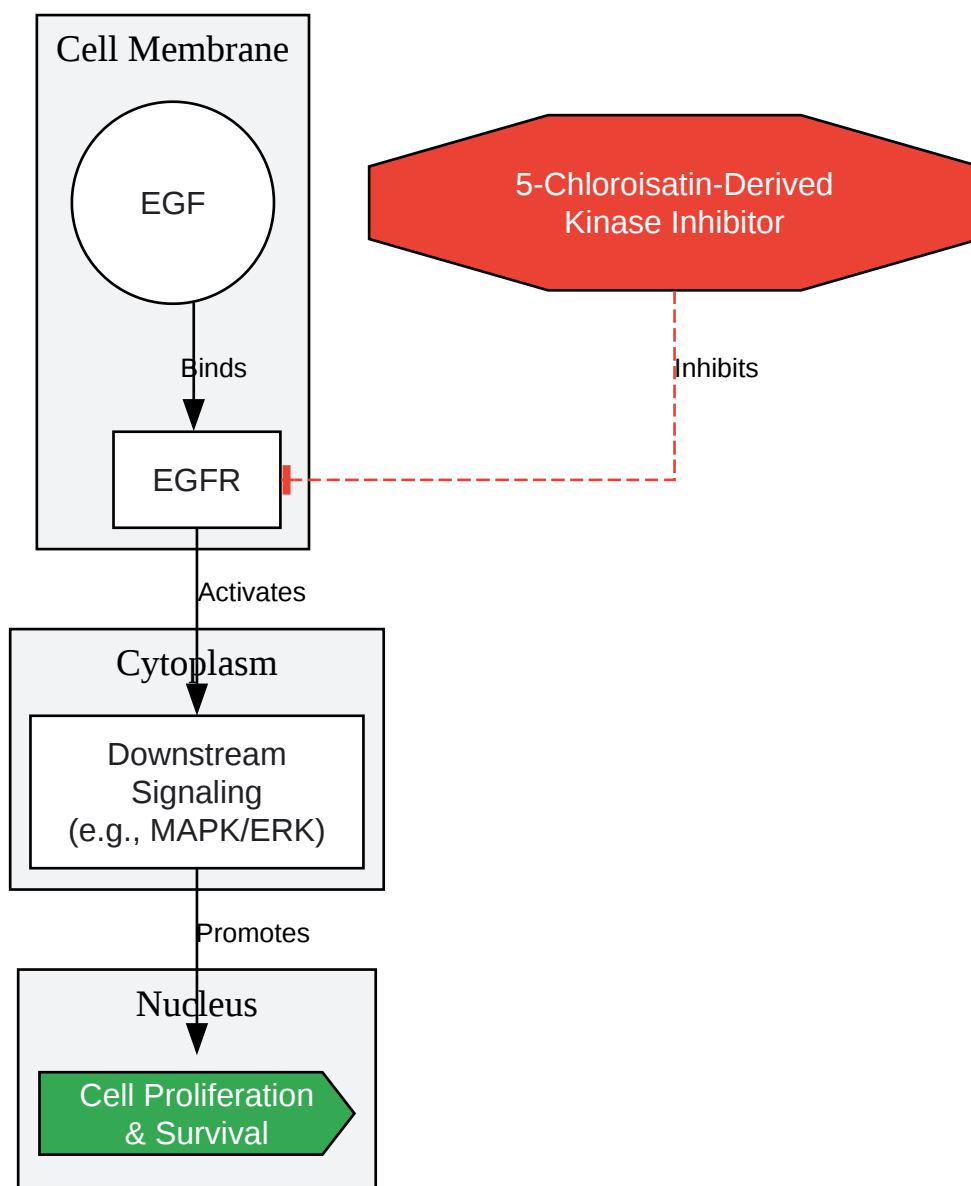 Cell Membrane
EGF
5-Chloroisatin-Derived
Kinase Inhibitor
Binds
Inhibits
EGFR
Activates
Cytoplasm
Downstream
Signaling
(e.g., MAPK/ERK)
Promotes
Nucleus
Cell Proliferation
& Survival